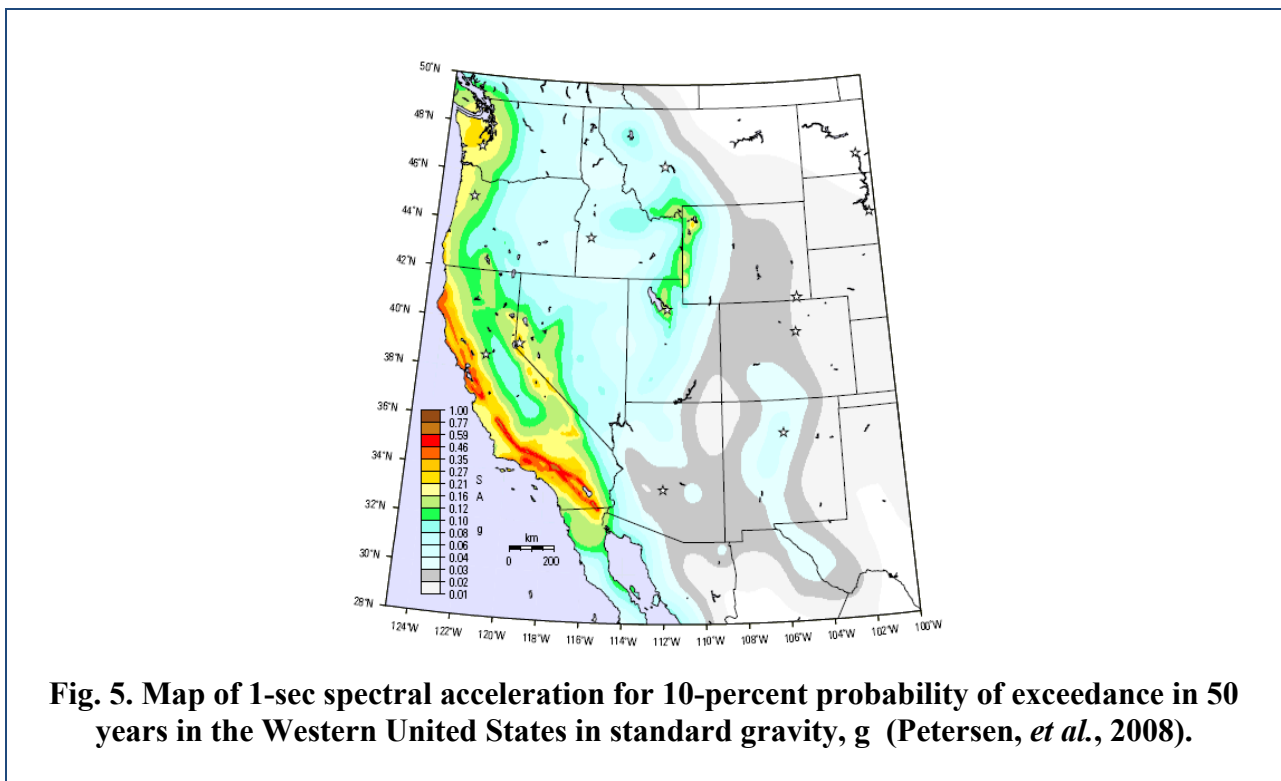 50°N
48°N
46°N
44°N
42°N
40°N
38°N
36°N
34°N
32°N
30°N
28°N
1.00
0.77
0.59
0.46
0.35
0.27
0.21
0.16
0.12
0.10
0.08
0.06
0.04
0.03
0.02
0.01
S
A
g
km
0 200
124°W 122°W 120°W 118°W 116°W 114°W 112°W 110°W 108°W 106°W 104°W 102°W 100°W
Fig. 5. Map of 1-sec spectral acceleration for 10-percent probability of exceedance in 50
years in the Western United States in standard gravity, g (Petersen, et al., 2008).